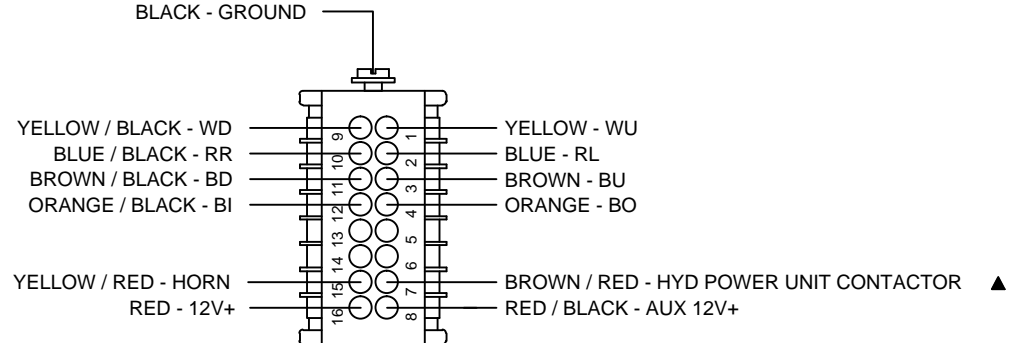 BLACK - GROUND
YELLOW / BLACK - WD 9 1 YELLOW - WU
BLUE / BLACK - RR 10 2 BLUE - RL
BROWN / BLACK - BD 11 3 BROWN - BU
ORANGE / BLACK - BI 12 4 ORANGE - BO
13 5
14 6
YELLOW / RED - HORN 15 7 BROWN / RED - HYD POWER UNIT CONTACTOR ▲
RED - 12V+ 16 8 RED / BLACK - AUX 12V+